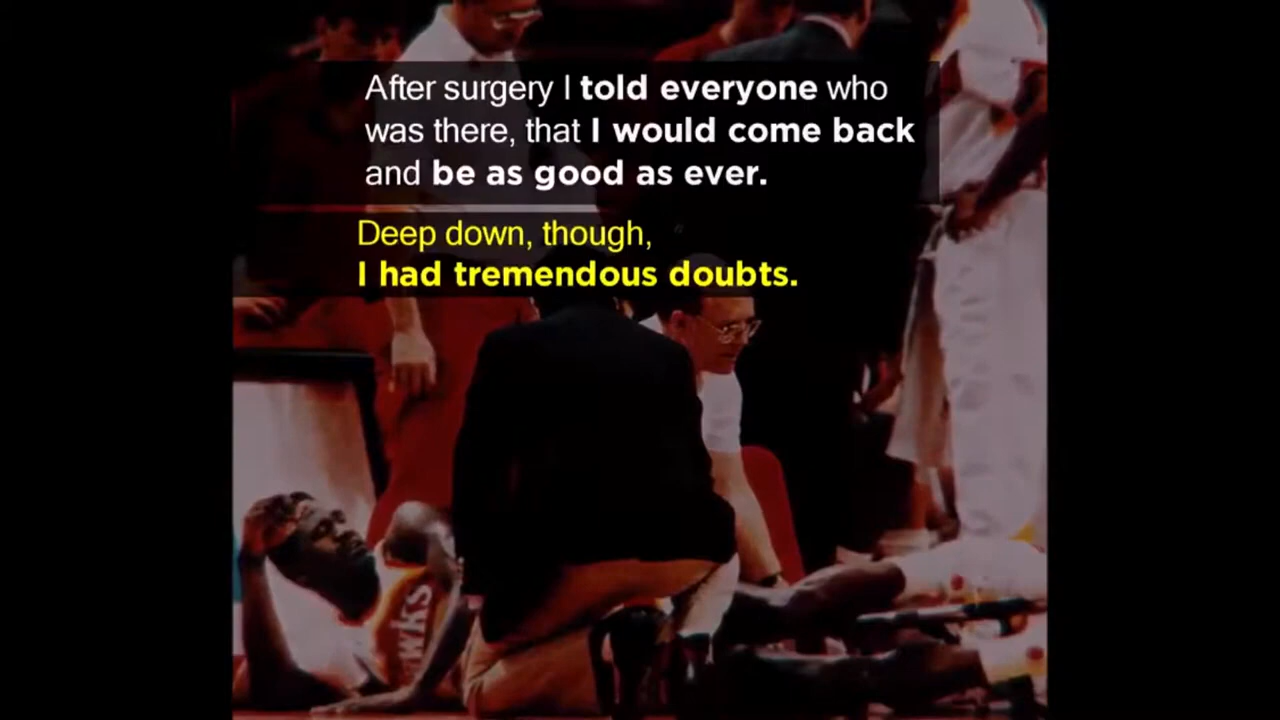 After surgery I told everyone who
was there, that I would come back
and be as good as ever.
Deep down, though,
I had tremendous doubts.
wks